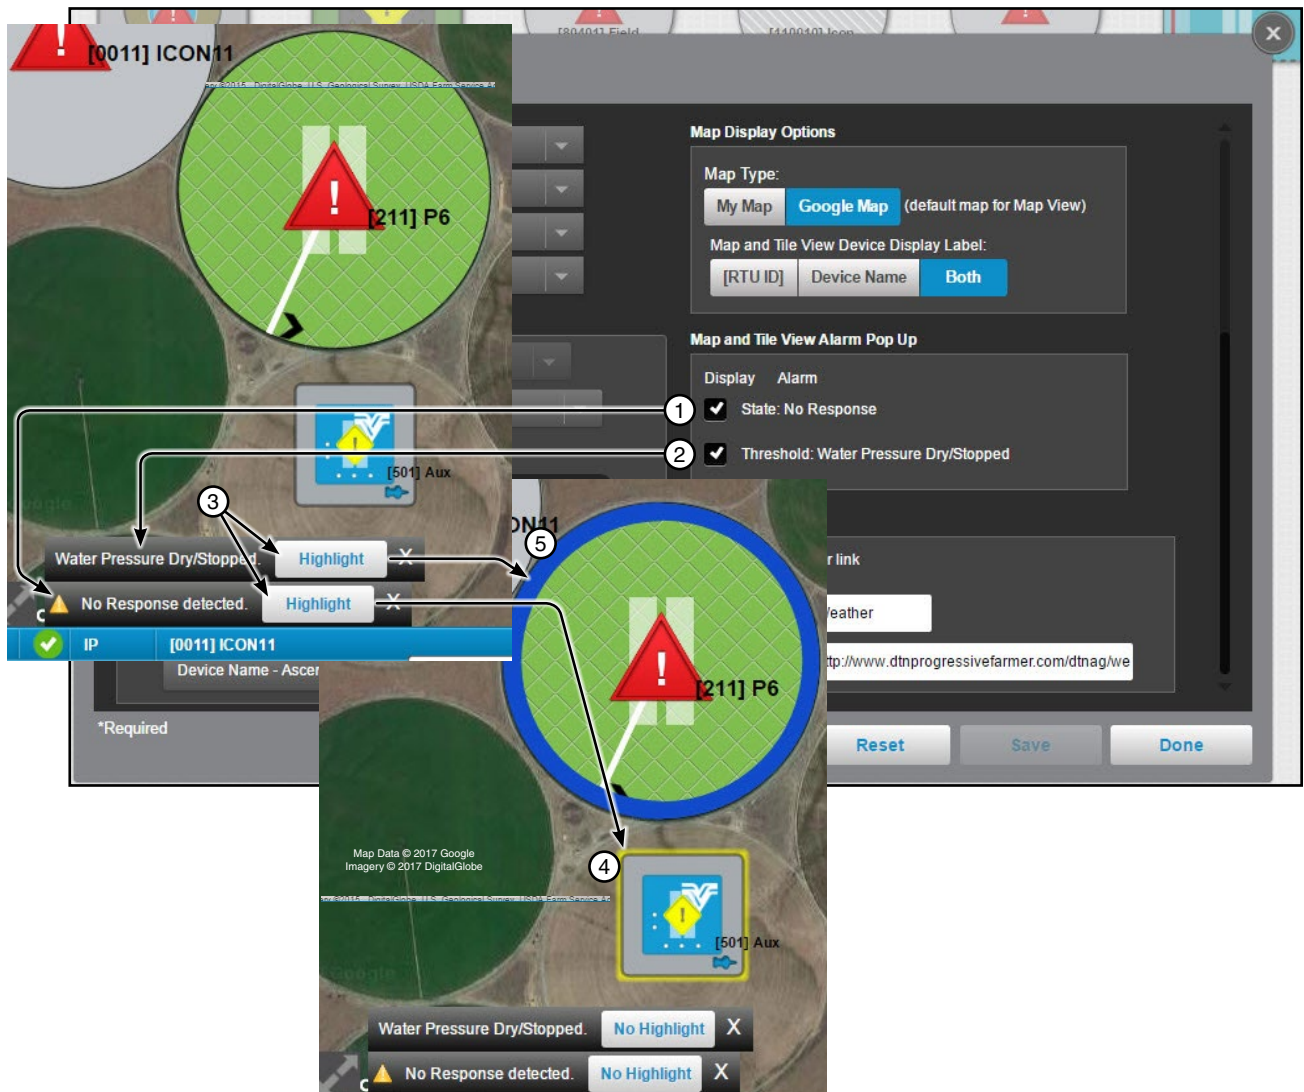 [80401] Field
[0011] ICON11
X
Map Display Options
Map Type:
My Map
Google Map
(default map for Map View)
Map and Tile View Device Display Label:
[RTU ID]
Device Name
Both
!
[211] P6
Map and Tile View Alarm Pop Up
Display Alarm
1
State: No Response
2
Threshold: Water Pressure Dry/Stopped
!
[501] Aux
3
Water Pressure Dry/Stopped.
Highlight
X
No Response detected.
Highlight
X
IP
[0011] ICON11
Device Name - Ascer
*Required
ON11
5
r link
/eather
ttp://www.dtnprogressivefarmer.com/dtnag/we
!
[211] P6
Reset
Save
Done
Map Data © 2017 Google
Imagery © 2017 DigitalGlobe
4
!
[501] Aux
Google
Water Pressure Dry/Stopped.
No Highlight
X
No Response detected.
No Highlight
X